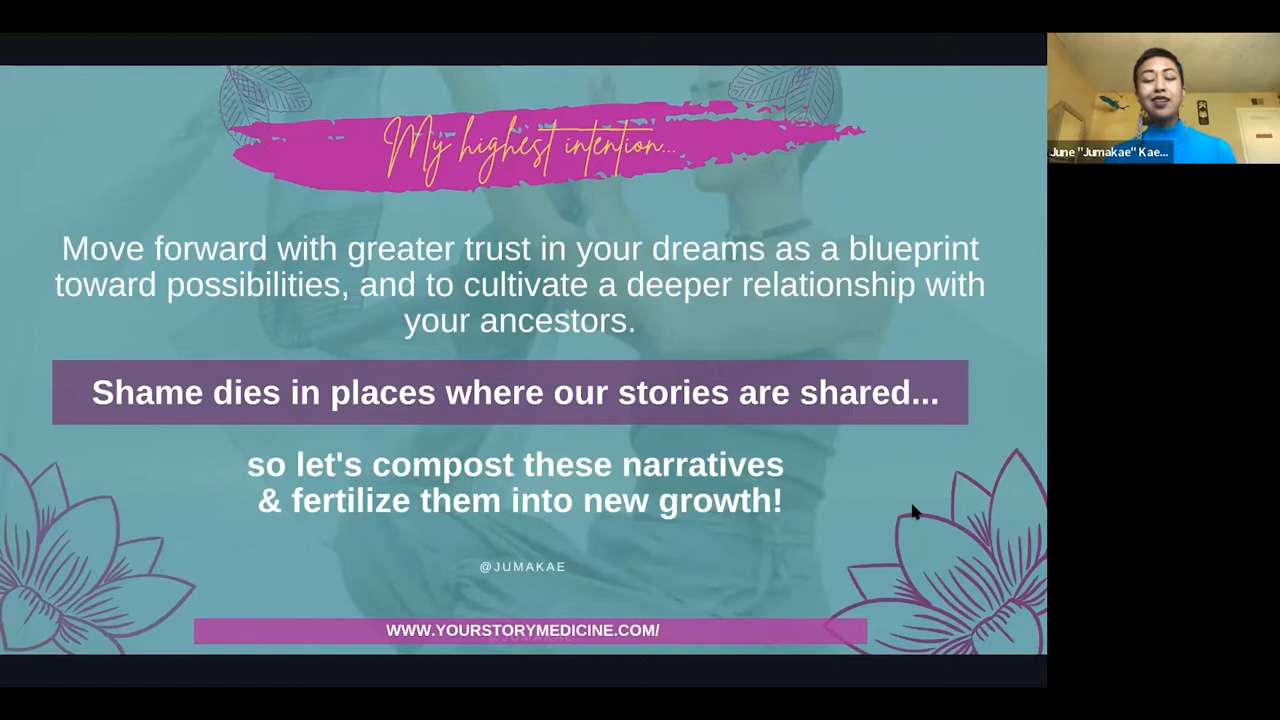 My highest intention...
June "Jumakae" Kae...
Move forward with greater trust in your dreams as a blueprint
toward possibilities, and to cultivate a deeper relationship with
your ancestors.
Shame dies in places where our stories are shared...
so let's compost these narratives
& fertilize them into new growth!
@JUMAKAE
WWW.YOURSTORYMEDICINE.COM/
@JUMAKAE